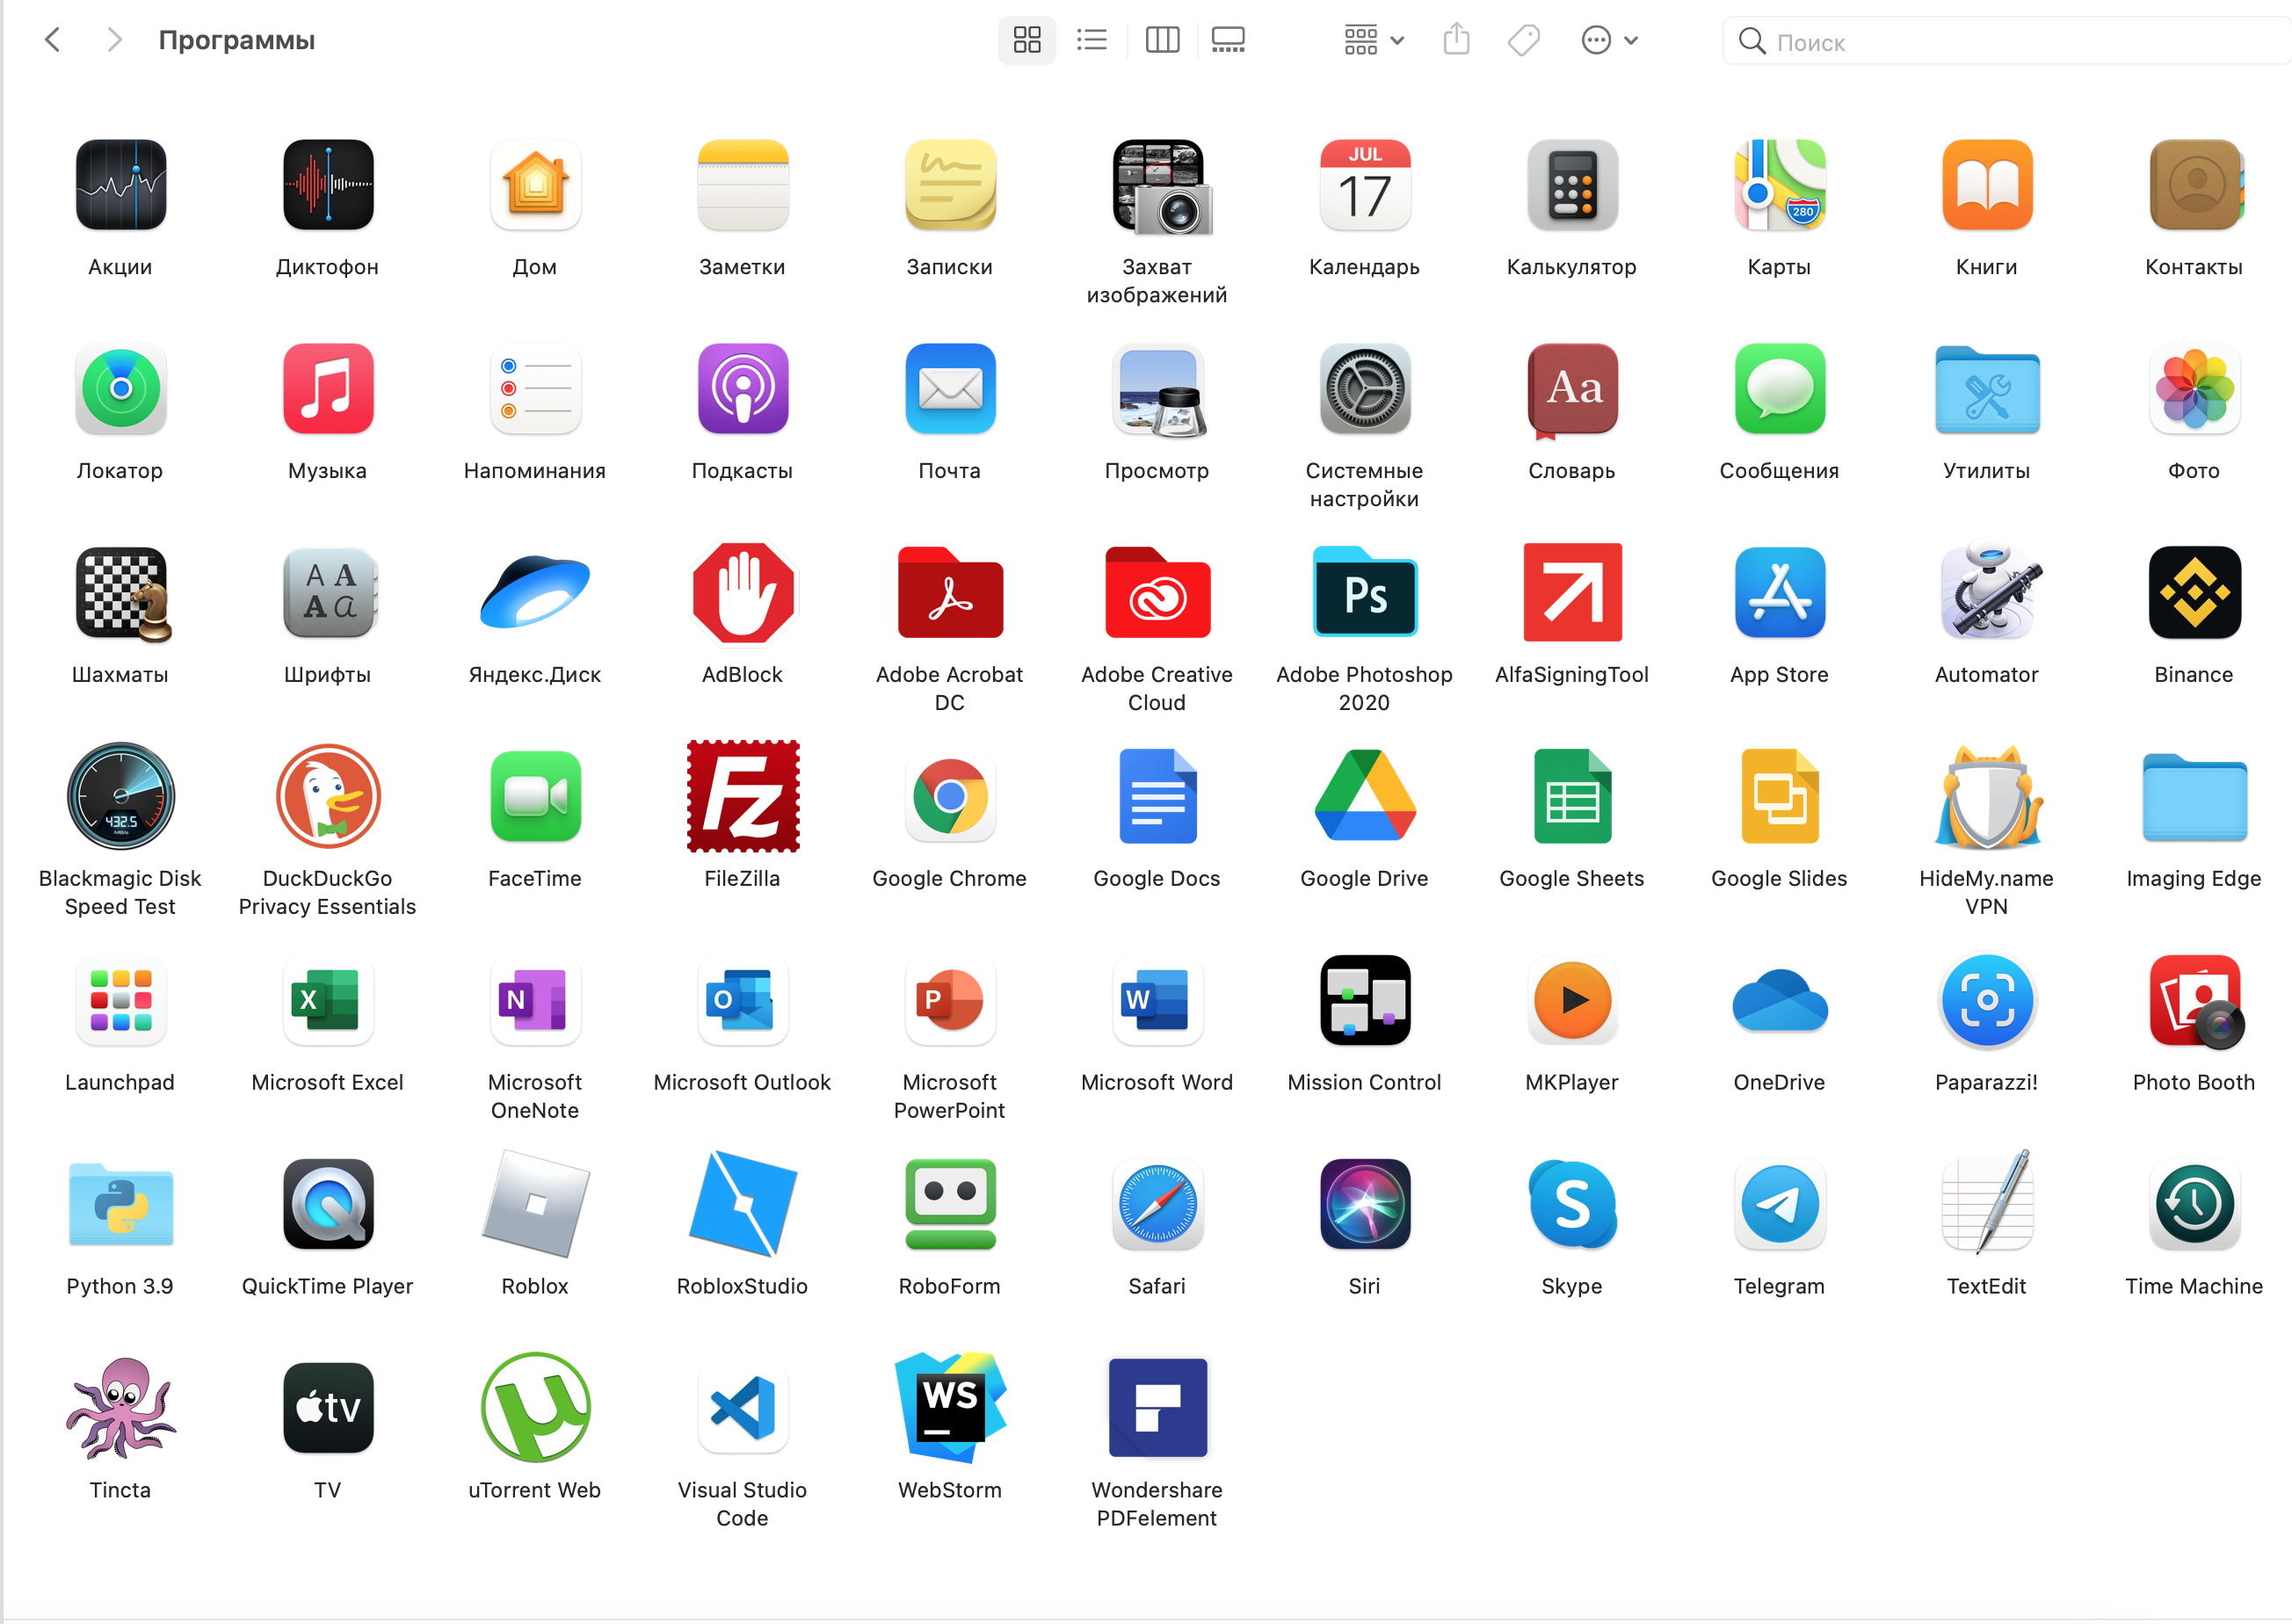 Программы
Поиск
JUL
17
280
Акции Диктофон Дом Заметки Записки Захват изображений Календарь Калькулятор Карты Книги Контакты
Aa
Локатор Музыка Напоминания Подкасты Почта Просмотр Системные настройки Словарь Сообщения Утилиты Фото
A A
A a
Ps
Шахматы Шрифты Яндекс.Диск AdBlock Adobe Acrobat DC Adobe Creative Cloud Adobe Photoshop 2020 AlfaSigningTool App Store Automator Binance
432.5
MB/s
Fz
Blackmagic Disk Speed Test DuckDuckGo Privacy Essentials FaceTime FileZilla Google Chrome Google Docs Google Drive Google Sheets Google Slides HideMy.name VPN Imaging Edge
X N O P W
Launchpad Microsoft Excel Microsoft OneNote Microsoft Outlook Microsoft PowerPoint Microsoft Word Mission Control MKPlayer OneDrive Paparazzi! Photo Booth
S
Python 3.9 QuickTime Player Roblox RobloxStudio RoboForm Safari Siri Skype Telegram TextEdit Time Machine
tv µ WS
Tincta TV uTorrent Web Visual Studio Code WebStorm Wondershare PDFelement